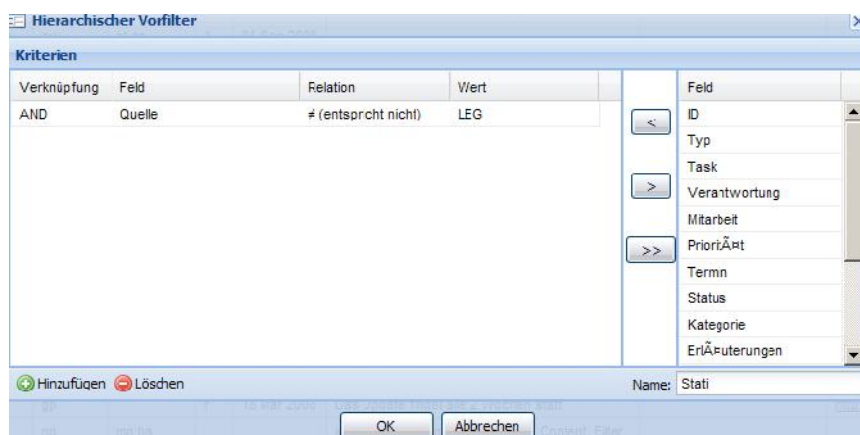 Hierarchischer Vorfilter
Kriterien
Verknüpfung Feld Relation Wert
AND Quelle ≠ (entspricht nicht) LEG
<
>
>>
Feld
ID
Typ
Task
Verantwortung
Mitarbeit
PrioritÃ¤t
Termin
Status
Kategorie
ErlÃ¤uterungen
Hinzufügen Löschen
Name: Stati
OK Abbrechen